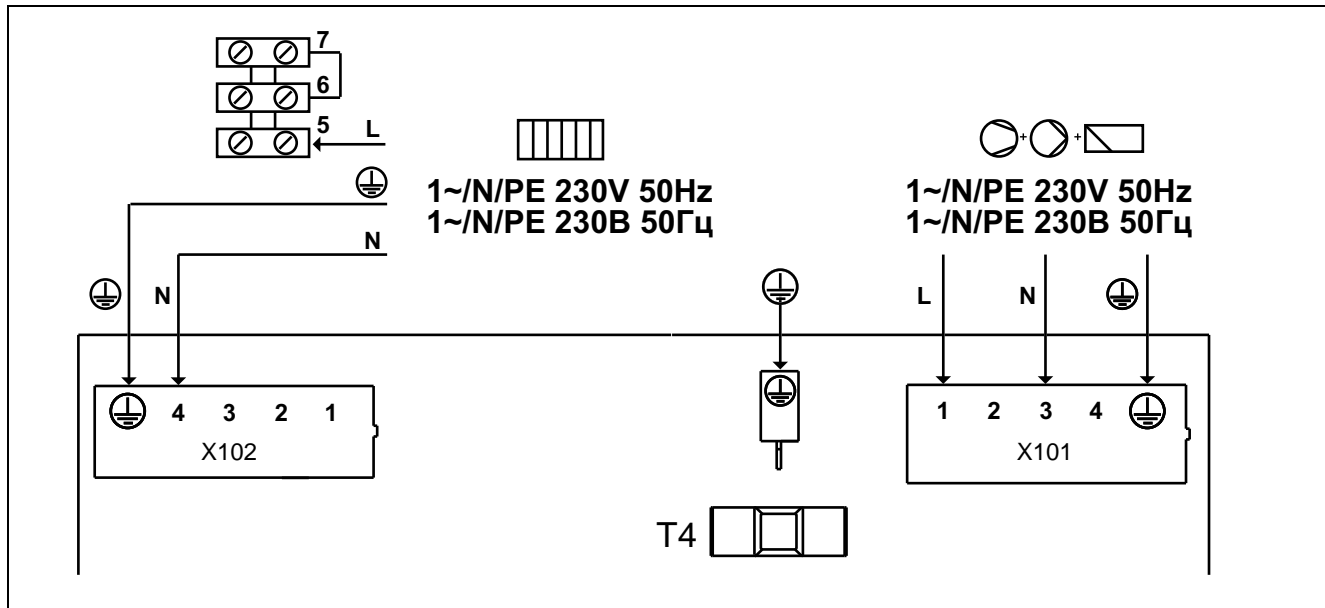 7
6
5
L
1~/N/PE 230V 50Hz
1~/N/PE 230В 50Гц
N
N
+ +
1~/N/PE 230V 50Hz
1~/N/PE 230В 50Гц
L N
4 3 2 1
X102
1 2 3 4
X101
T4